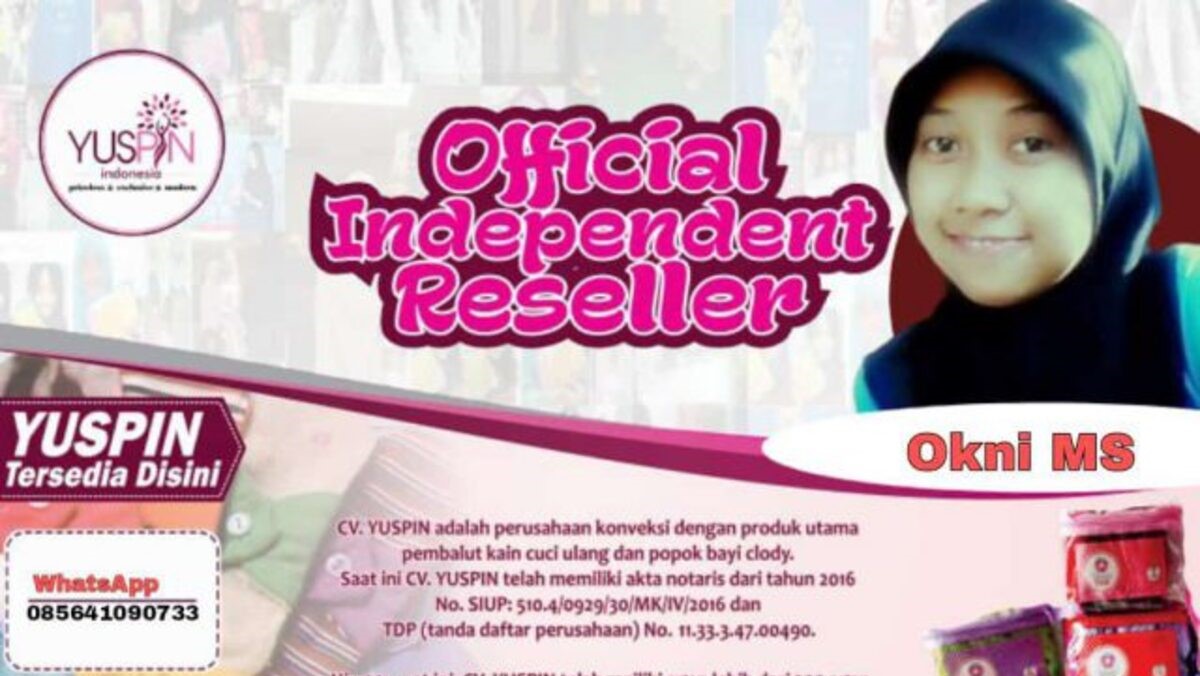 YUSPIN
indonesia
Official
Independent
Reseller
YUSPIN
Tersedia Disini
Okni MS
WhatsApp
085641090733
CV. YUSPIN adalah perusahaan konveksi dengan produk utama
pembalut kain cuci ulang dan popok bayi clody.
Saat ini CV. YUSPIN telah memiliki akta notaris dari tahun 2016
No. SIUP: 510.4/0929/30/MK/IV/2016 dan
TDP (tanda daftar perusahaan) No. 11.33.3.47.00490.